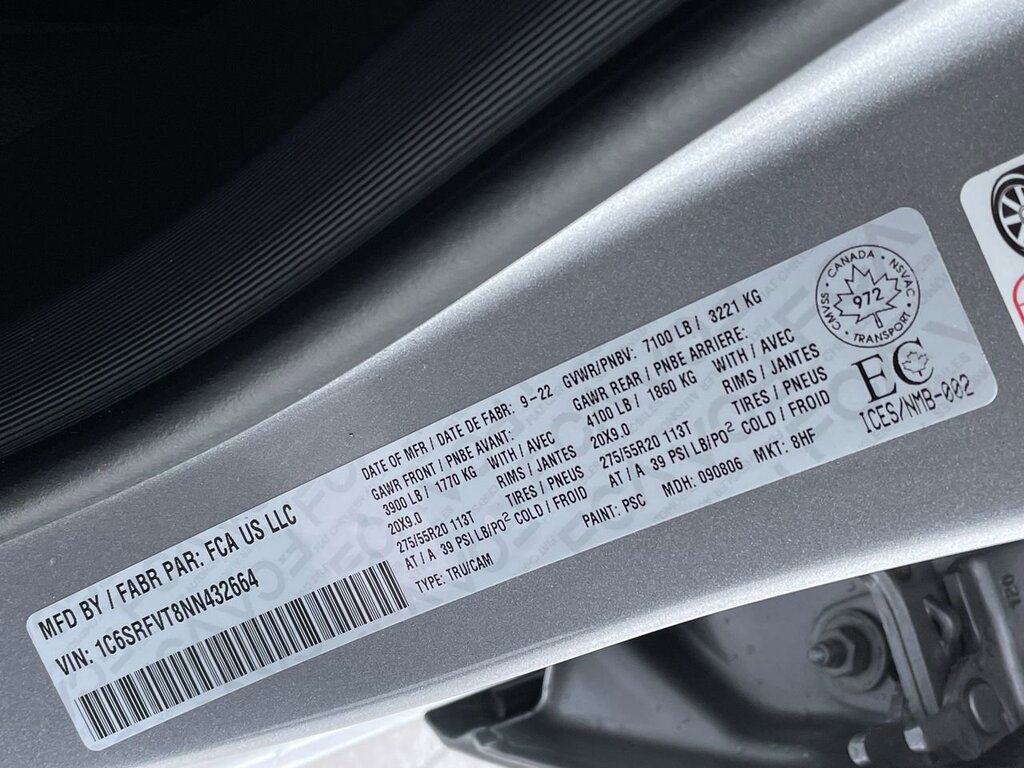 MFD BY / FABR PAR: FCA US LLC
VIN: 1C6SRFVT8NN432664
DATE OF MFR / DATE DE FABR: 9-22 GVWR/PNBV: 7100 LB / 3221 KG
GAWR FRONT / PNBE AVANT: GAWR REAR / PNBE ARRIERE:
3900 LB / 1770 KG WITH / AVEC 4100 LB / 1860 KG WITH / AVEC
20X9.0 RIMS / JANTES 20X9.0 RIMS / JANTES
275/55R20 113T TIRES / PNEUS 275/55R20 113T TIRES / PNEUS
AT / A 39 PSI LB/PO² COLD / FROID AT / A 39 PSI LB/PO² COLD / FROID
TYPE: TRU/CAM PAINT: PSC MDH: 090806 MKT: 8HF
CANADA • NSVAC • TRANSPORT • CMVSS •
972
EC
ICES/NMB-002
120